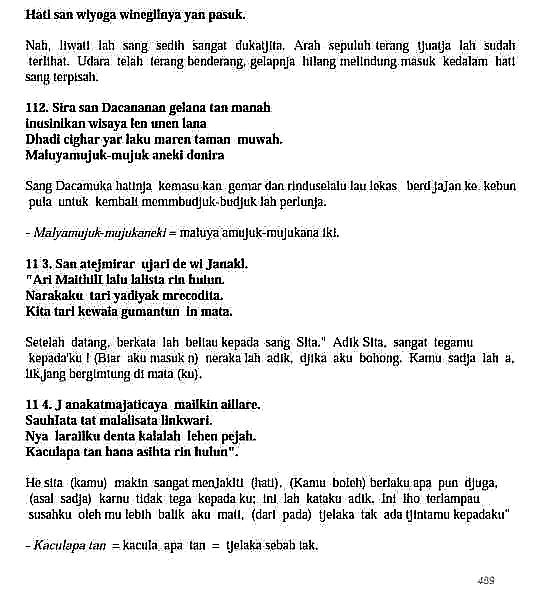 Hati san wiyoga wineglinya yan pasuk.
Nah, liwati lah sang sedih sangat dukatjita. Arah sepuluh terang tjuatja lah sudah
terlihat. Udara telah terang benderang, gelapnja hilang melindung masuk kedalam hati
sang terpisah.
112. Sira san Dacananan gelana tan manah
inusinikan wisaya len unen lana
Dhadi cighar yar laku maren taman muwah.
Maluyamujuk-mujuk aneki donira
Sang Dacamuka hatinja kemasu kan gemar dan rinduselalu lau lekas berdjaJan ke kebun
pula untuk kembali memmbudjuk-budjuk lah perlunja.
- Malyamujuk-mujukaneki = maluya amujuk-mujukana iki.
11 3. San atejmirar ujari de wi Janaki.
"Ari Maithili lalu lalista rin hulun.
Narakaku tari yadiyak mrecodita.
Kita tari kewala gumantun in mata.
Setelah datang, berkata lah beliau kepada sang Sita." Adik Sita, sangat tegamu
kepada'ku ! (Biar aku masuk n) neraka lah adik, djika aku bohong. Kamu sadja lah a,
lik,jang bergimtung di mata (ku).
11 4. J anakatmajaticaya mailkin ailare.
Sauhlata tat malalisata linkwari.
Nya larailku denta kalalah lehen pejah.
Kaculapa tan hana asihta rin hulun".
He sita (kamu) makin sangat menJakiti (hati), (Kamu boleh) berlaku apa pun djuga,
(asal sadja) karnu tidak tega kepada ku; ini lah kataku adik. Ini lho terlampau
susahku oleh mu lebih balik aku mati, (dari pada) tjelaka tak ada tjintamu kepadaku"
- Kaculapa tan = kacula apa tan = tjelaka sebab tak.
489